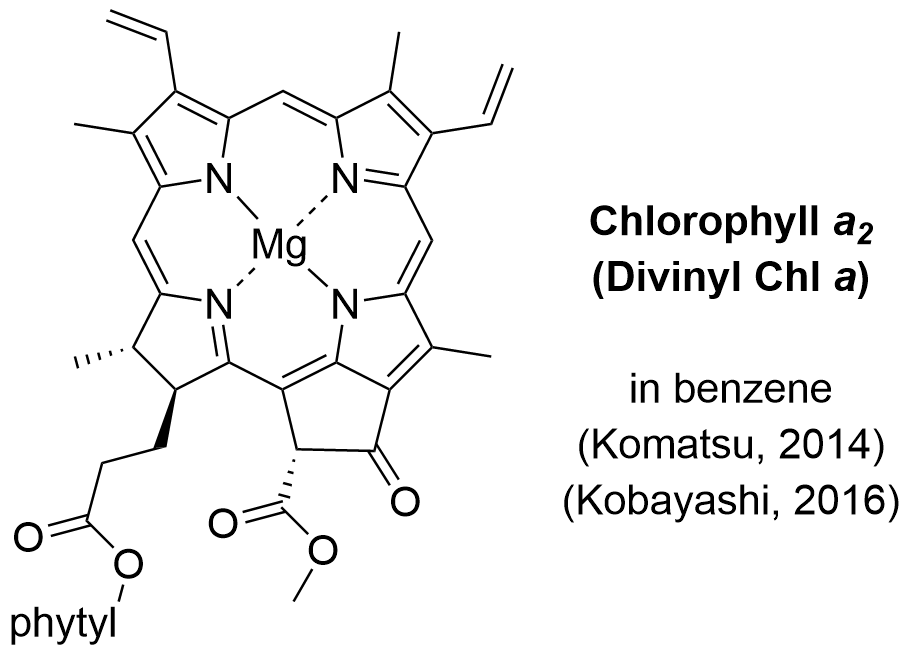 N
N
Mg
N
N
O
O
O
O
O
phytyl
Chlorophyll a2
(Divinyl Chl a)
in benzene
(Komatsu, 2014)
(Kobayashi, 2016)